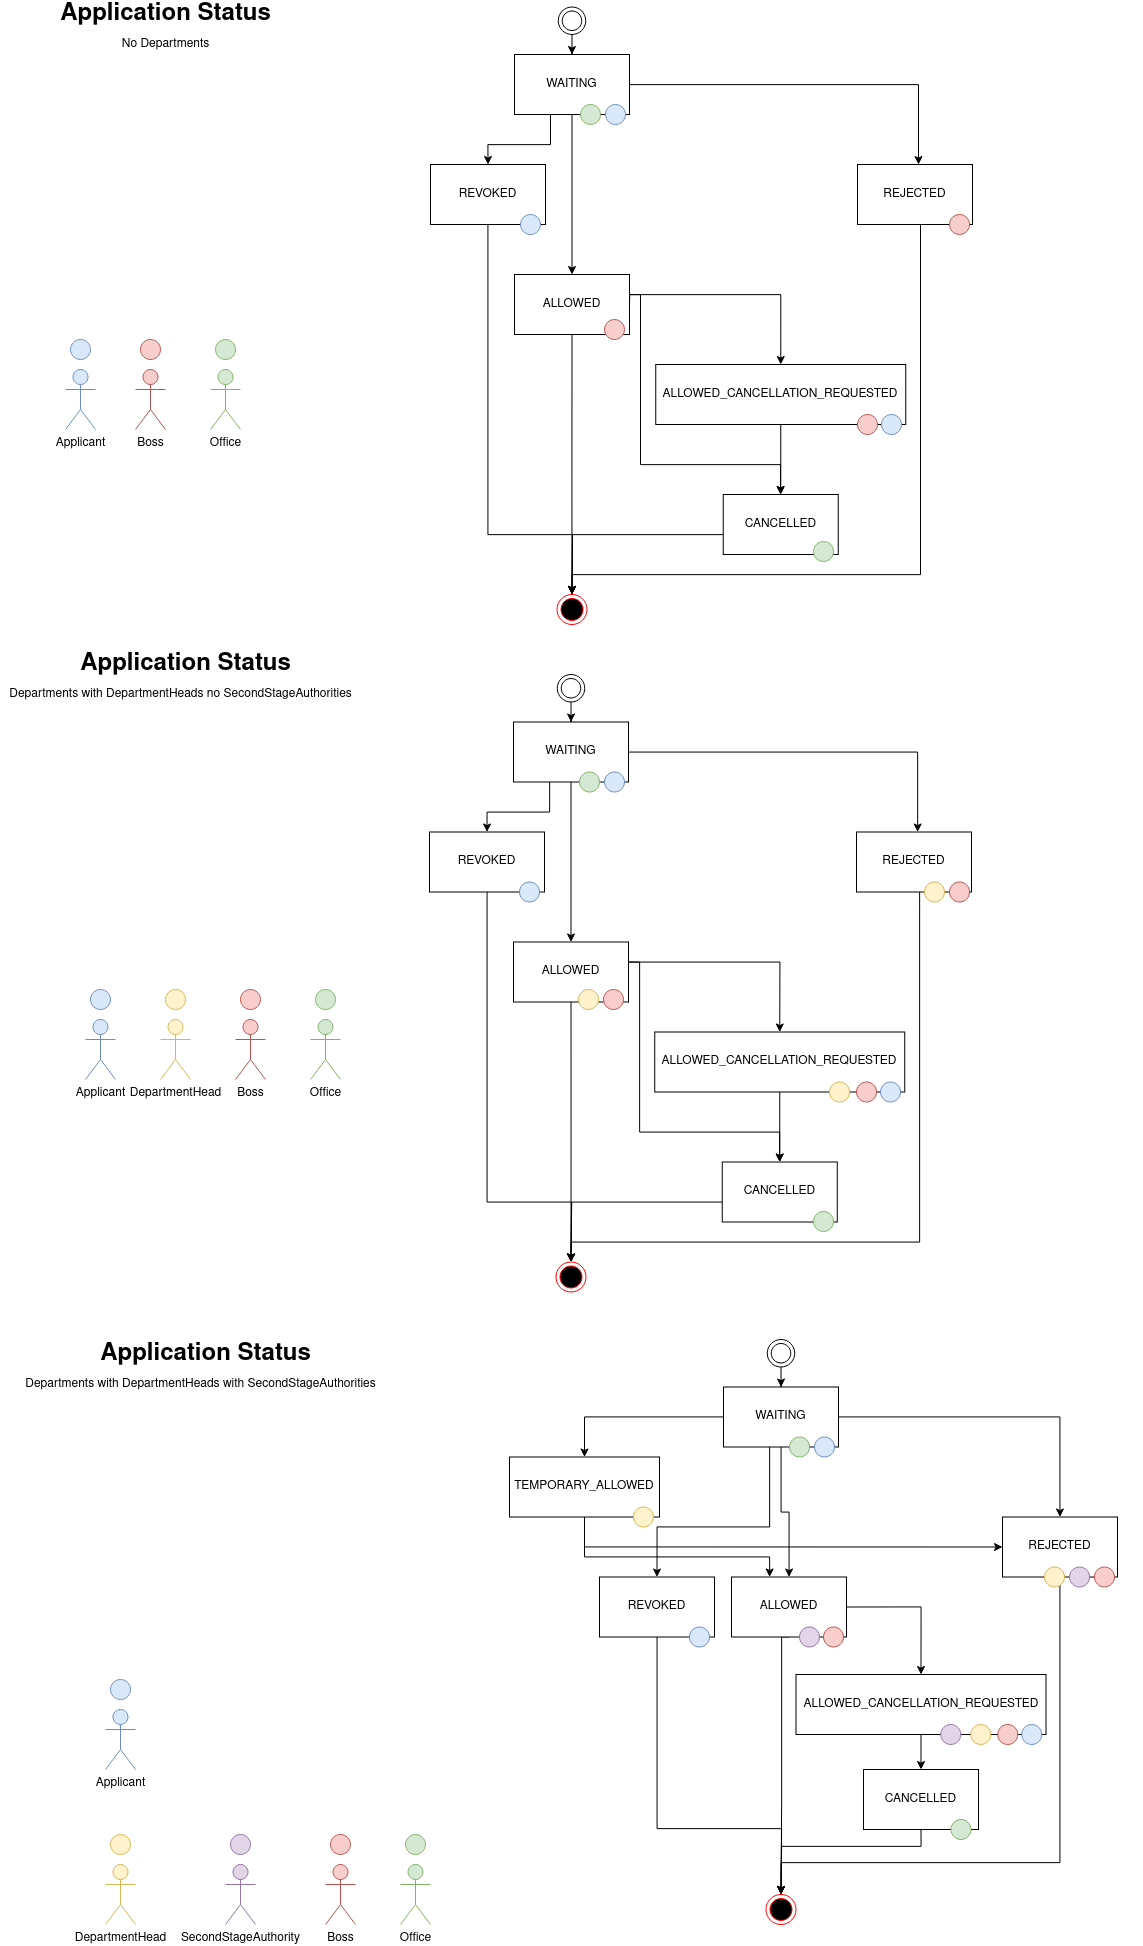 Application Status
No Departments
WAITING
REVOKED
REJECTED
ALLOWED
ALLOWED_CANCELLATION_REQUESTED
Applicant
Boss
Office
CANCELLED
Application Status
Departments with DepartmentHeads no SecondStageAuthorities
WAITING
REVOKED
REJECTED
ALLOWED
ALLOWED_CANCELLATION_REQUESTED
Applicant
DepartmentHead
Boss
Office
CANCELLED
Application Status
Departments with DepartmentHeads with SecondStageAuthorities
WAITING
TEMPORARY_ALLOWED
REJECTED
REVOKED
ALLOWED
ALLOWED_CANCELLATION_REQUESTED
Applicant
CANCELLED
DepartmentHead
SecondStageAuthority
Boss
Office